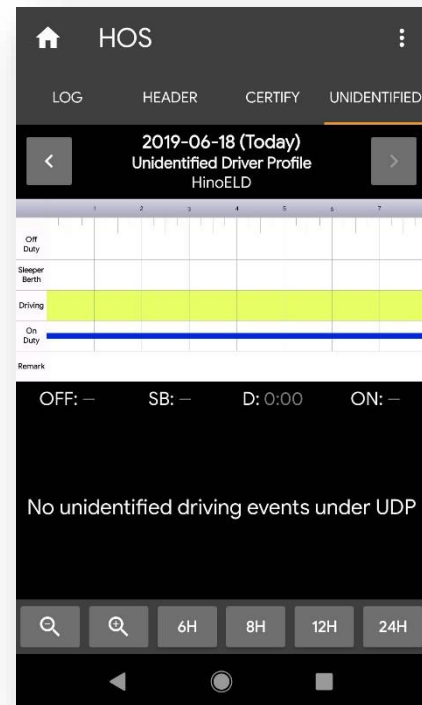 HOS
LOG HEADER CERTIFY UNIDENTIFIED
2019-06-18 (Today)
Unidentified Driver Profile
HinoELD
1 2 3 4 5 6 7
Off
Duty
Sleeper
Berth
Driving
On
Duty
Remark
OFF: — SB: — D: 0:00 ON: —
No unidentified driving events under UDP
6H 8H 12H 24H